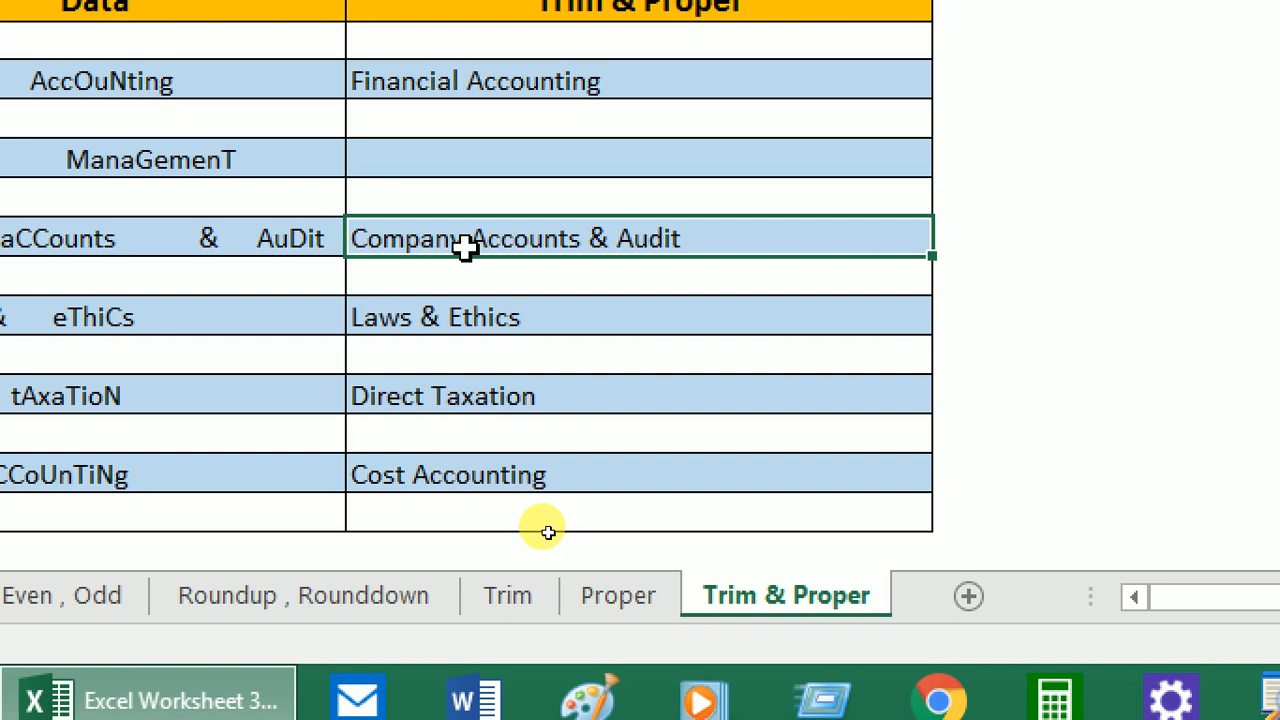 Data Trim & Proper
AccOuNting Financial Accounting
ManaGemenT
aCCounts & AuDit Company Accounts & Audit
& eThiCs Laws & Ethics
tAxaTioN Direct Taxation
CCoUnTiNg Cost Accounting
Even , Odd Roundup , Rounddown Trim Proper Trim & Proper
Excel Worksheet 3...